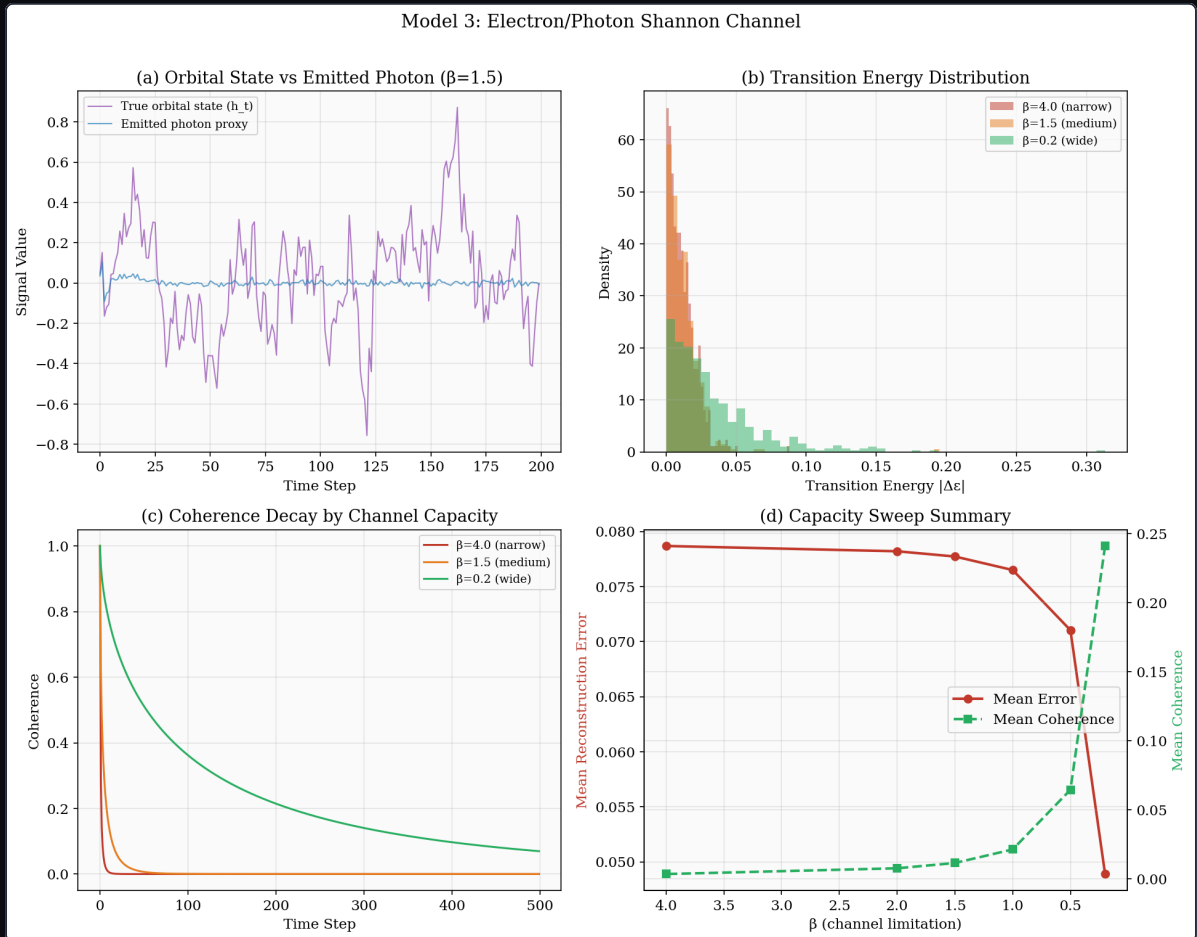 Model 3: Electron/Photon Shannon Channel
(a) Orbital State vs Emitted Photon (β=1.5)
True orbital state (h_t)
Emitted photon proxy
Signal Value
0.8
0.6
0.4
0.2
0.0
−0.2
−0.4
−0.6
−0.8
0 25 50 75 100 125 150 175 200
Time Step
(b) Transition Energy Distribution
β=4.0 (narrow)
β=1.5 (medium)
β=0.2 (wide)
Density
60
50
40
30
20
10
0
0.00 0.05 0.10 0.15 0.20 0.25 0.30
Transition Energy |Δε|
(c) Coherence Decay by Channel Capacity
β=4.0 (narrow)
β=1.5 (medium)
β=0.2 (wide)
Coherence
1.0
0.8
0.6
0.4
0.2
0.0
0 100 200 300 400 500
Time Step
(d) Capacity Sweep Summary
Mean Reconstruction Error
0.080
0.075
0.070
0.065
0.060
0.055
0.050
Mean Error
Mean Coherence
0.25
0.20
0.15
0.10
0.05
0.00
Mean Coherence
4.0 3.5 3.0 2.5 2.0 1.5 1.0 0.5
β (channel limitation)